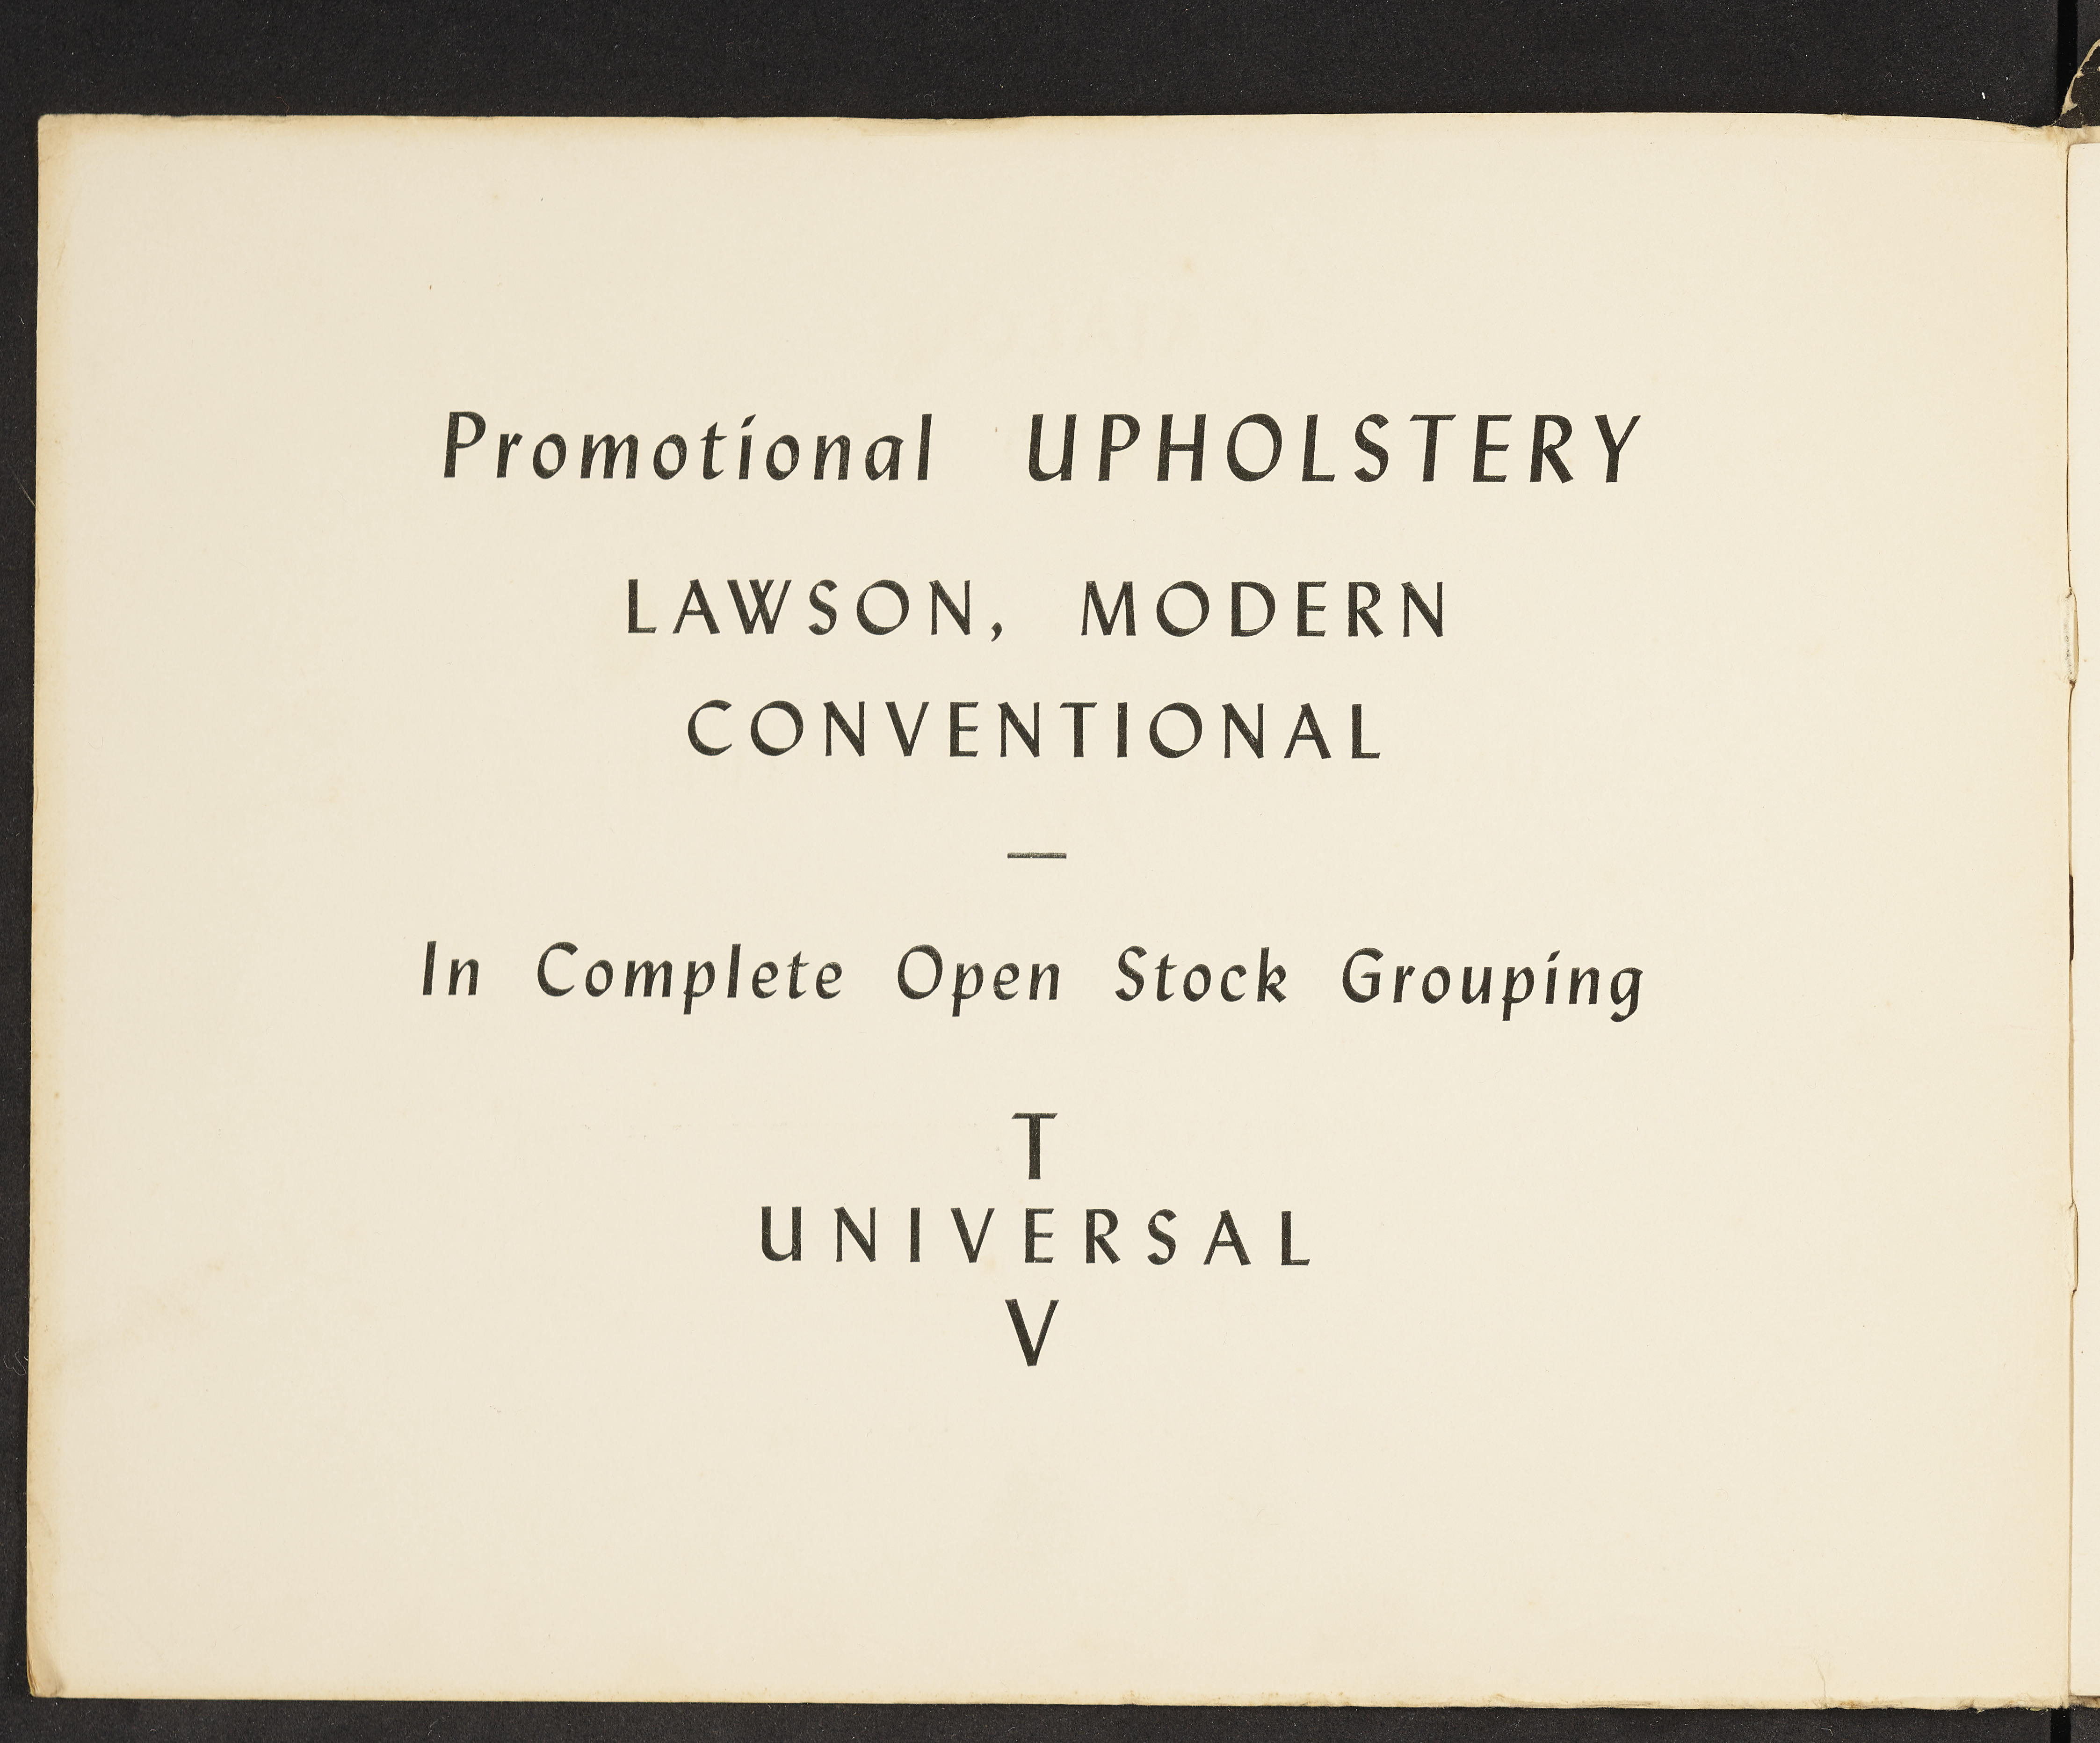 Promotional UPHOLSTERY
LAWSON, MODERN
CONVENTIONAL
—
In Complete Open Stock Grouping
T
UNIVERSAL
V